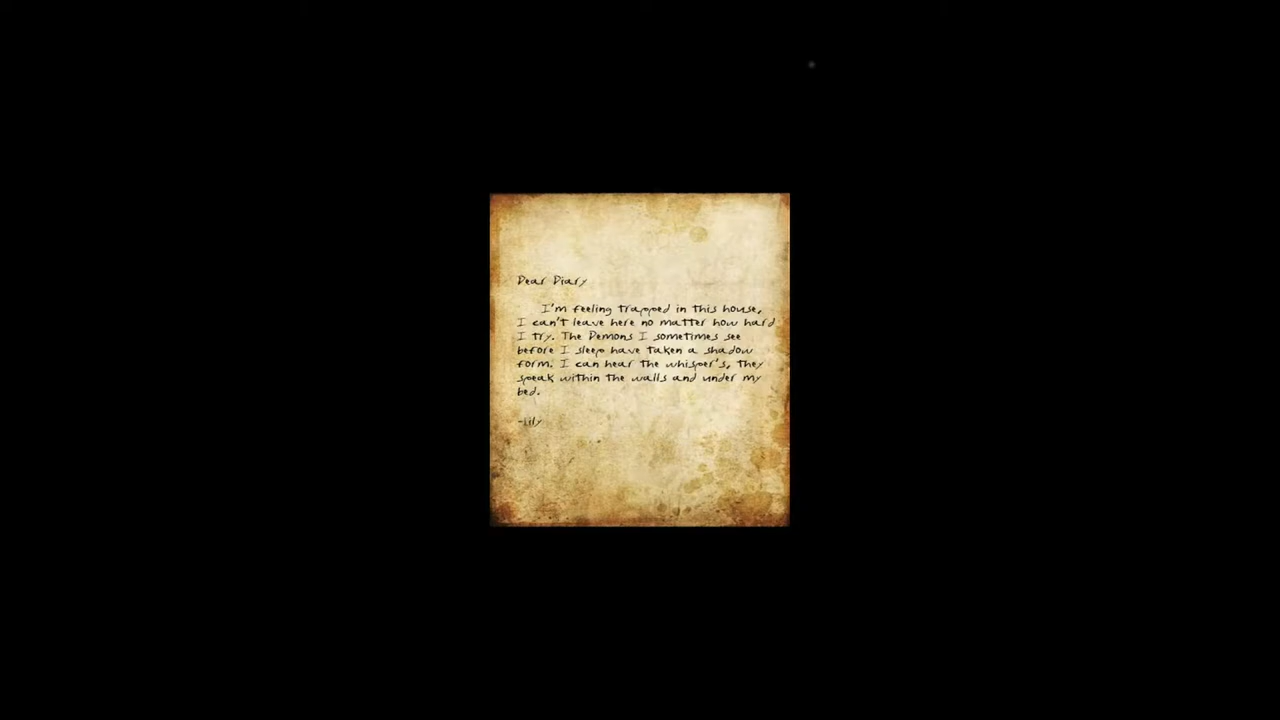 Dear Diary
I'm feeling trapped in this house,
I can't leave here no matter how hard
I try. The Demons I sometimes see
before I sleep have taken a shadow
form. I can hear the whisper's, they
speak within the walls and under my
bed.
-Lily